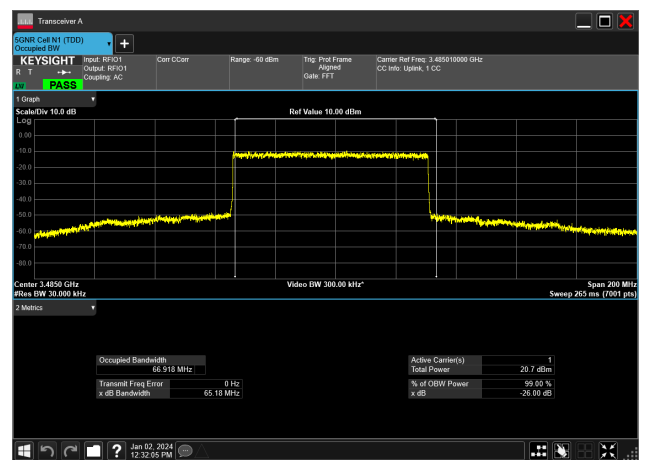 Transceiver A
5GNR Cell N1 (TDD)
Occupied BW
KEYSIGHT
R T
LV
PASS
Input: RFIO1
Output: RFIO1
Coupling: AC
Corr CCorr
Range: -60 dBm
Trig: Prot Frame
Aligned
Gate: FFT
Carrier Ref Freq: 3.485010000 GHz
CC Info: Uplink, 1 CC
1 Graph
Scale/Div 10.0 dB
Ref Value 10.00 dBm
Log
0.00
-10.0
-20.0
-30.0
-40.0
-50.0
-60.0
-70.0
-80.0
Center 3.4850 GHz
Video BW 300.00 kHz*
Span 200 MHz
#Res BW 30.000 kHz
Sweep 265 ms (7001 pts)
2 Metrics
Occupied Bandwidth
66.918 MHz
Transmit Freq Error 0 Hz
x dB Bandwidth 65.18 MHz
Active Carrier(s) 1
Total Power 20.7 dBm
% of OBW Power 99.00 %
x dB -26.00 dB
Jan 02, 2024
12:32:05 PM